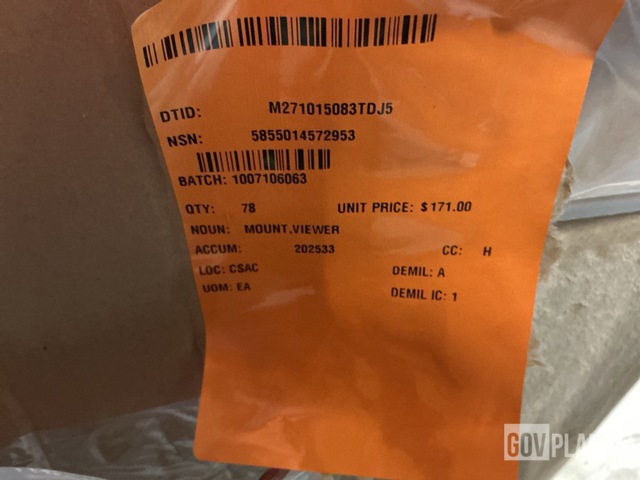 DTID: M271015083TDJ5
NSN: 5855014572953
BATCH: 1007106063
QTY: 78 UNIT PRICE: $171.00
NOUN: MOUNT,VIEWER
ACCUM: 202533 CC: H
LOC: CSAC DEMIL: A
UOM: EA DEMIL IC: 1
GOVPLA